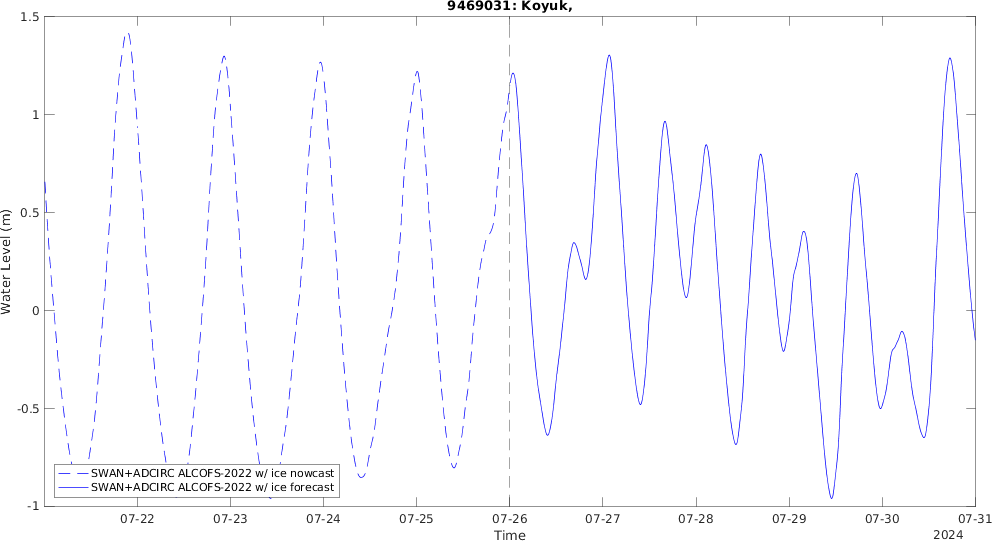 9469031: Koyuk,
Water Level (m)
1.5
1
0.5
0
-0.5
-1
SWAN+ADCIRC ALCOFS-2022 w/ ice nowcast
SWAN+ADCIRC ALCOFS-2022 w/ ice forecast
07-22 07-23 07-24 07-25 07-26 07-27 07-28 07-29 07-30 07-31
Time
2024